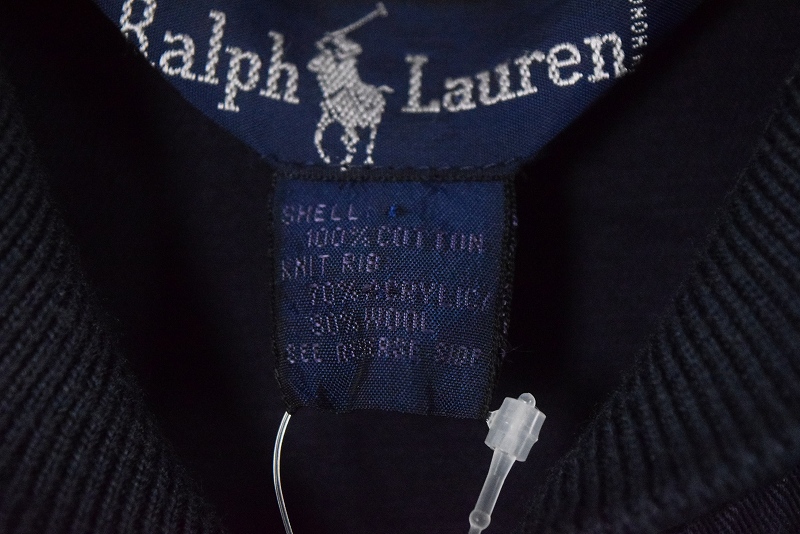 Ralph Lauren
SHELL:
100% COTTON
KNIT RIB:
70% ACRYLIC/
30% WOOL
SEE REVERSE SIDE